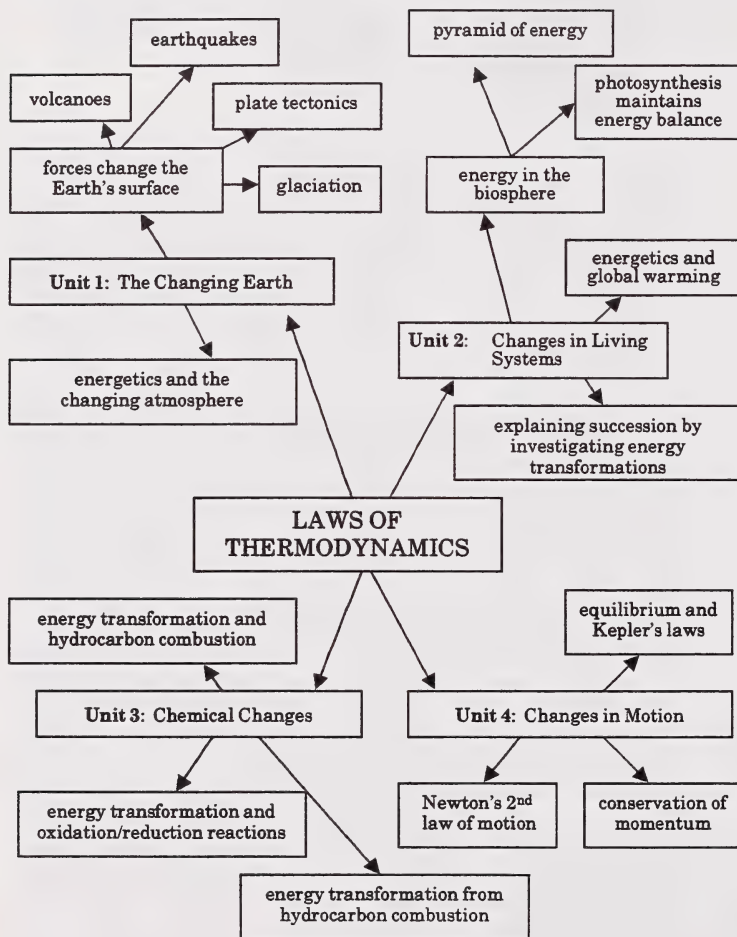 earthquakes
volcanoes
plate tectonics
forces change the
Earth's surface
glaciation
Unit 1: The Changing Earth
energetics and the
changing atmosphere
pyramid of energy
photosynthesis
maintains
energy balance
energy in the
biosphere
energetics and
global warming
Unit 2: Changes in Living
Systems
explaining succession by
investigating energy
transformations
LAWS OF
THERMODYNAMICS
energy transformation and
hydrocarbon combustion
Unit 3: Chemical Changes
energy transformation and
oxidation/reduction reactions
energy transformation from
hydrocarbon combustion
equilibrium and
Kepler's laws
Unit 4: Changes in Motion
Newton's 2nd
law of motion
conservation of
momentum